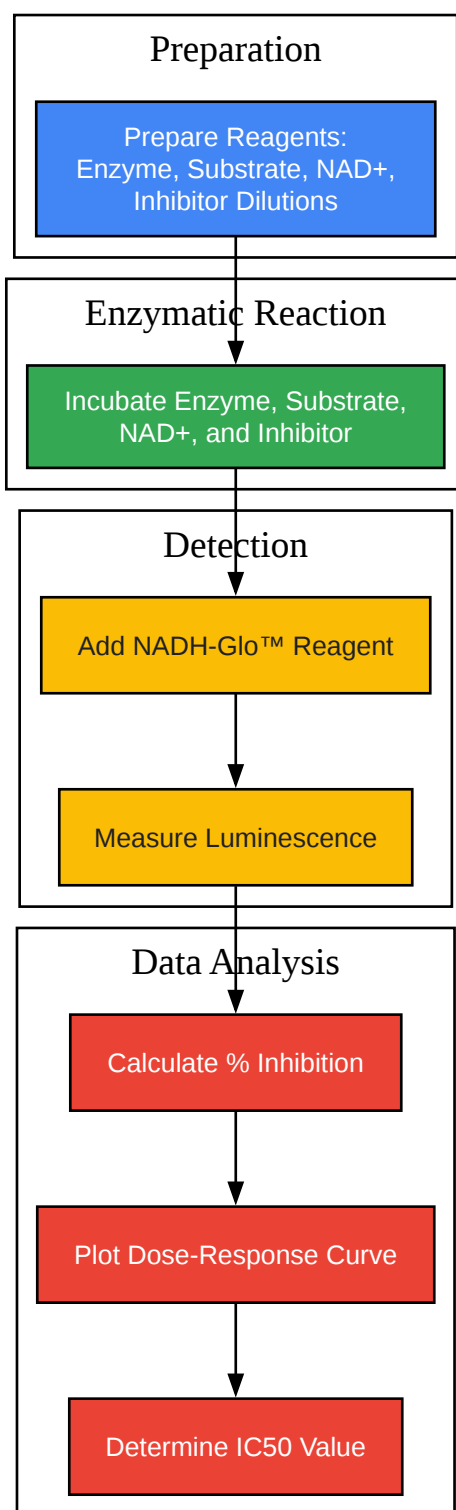 Preparation
Prepare Reagents:
Enzyme, Substrate, NAD+,
Inhibitor Dilutions
Enzymatic Reaction
Incubate Enzyme, Substrate,
NAD+, and Inhibitor
Detection
Add NADH-Glo™ Reagent
Measure Luminescence
Data Analysis
Calculate % Inhibition
Plot Dose-Response Curve
Determine IC50 Value